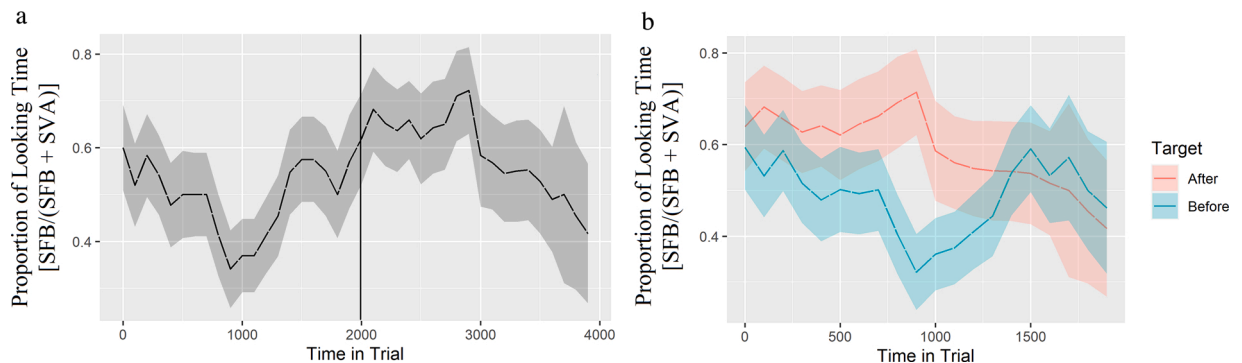 a
Proportion of Looking Time
[SFB/(SFB + SVA)]
0.8
0.6
0.4
0
1000
2000
3000
4000
Time in Trial
b
Proportion of Looking Time
[SFB/(SFB + SVA)]
0.8
0.6
0.4
0
500
1000
1500
Time in Trial
Target
After
Before